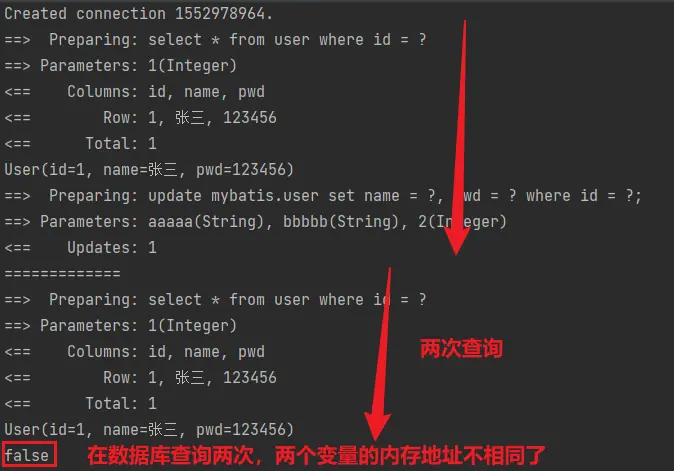 Created connection 1552978964.
==>  Preparing: select * from user where id = ?
==> Parameters: 1(Integer)
<==    Columns: id, name, pwd
<==        Row: 1, 张三, 123456
<==      Total: 1
User(id=1, name=张三, pwd=123456)
==>  Preparing: update mybatis.user set name = ?, pwd = ? where id = ?;
==> Parameters: aaaaa(String), bbbbb(String), 2(Integer)
<==    Updates: 1
=============
==>  Preparing: select * from user where id = ?
==> Parameters: 1(Integer)
两次查询
<==    Columns: id, name, pwd
<==        Row: 1, 张三, 123456
<==      Total: 1
User(id=1, name=张三, pwd=123456)
false 在数据库查询两次，两个变量的内存地址不相同了